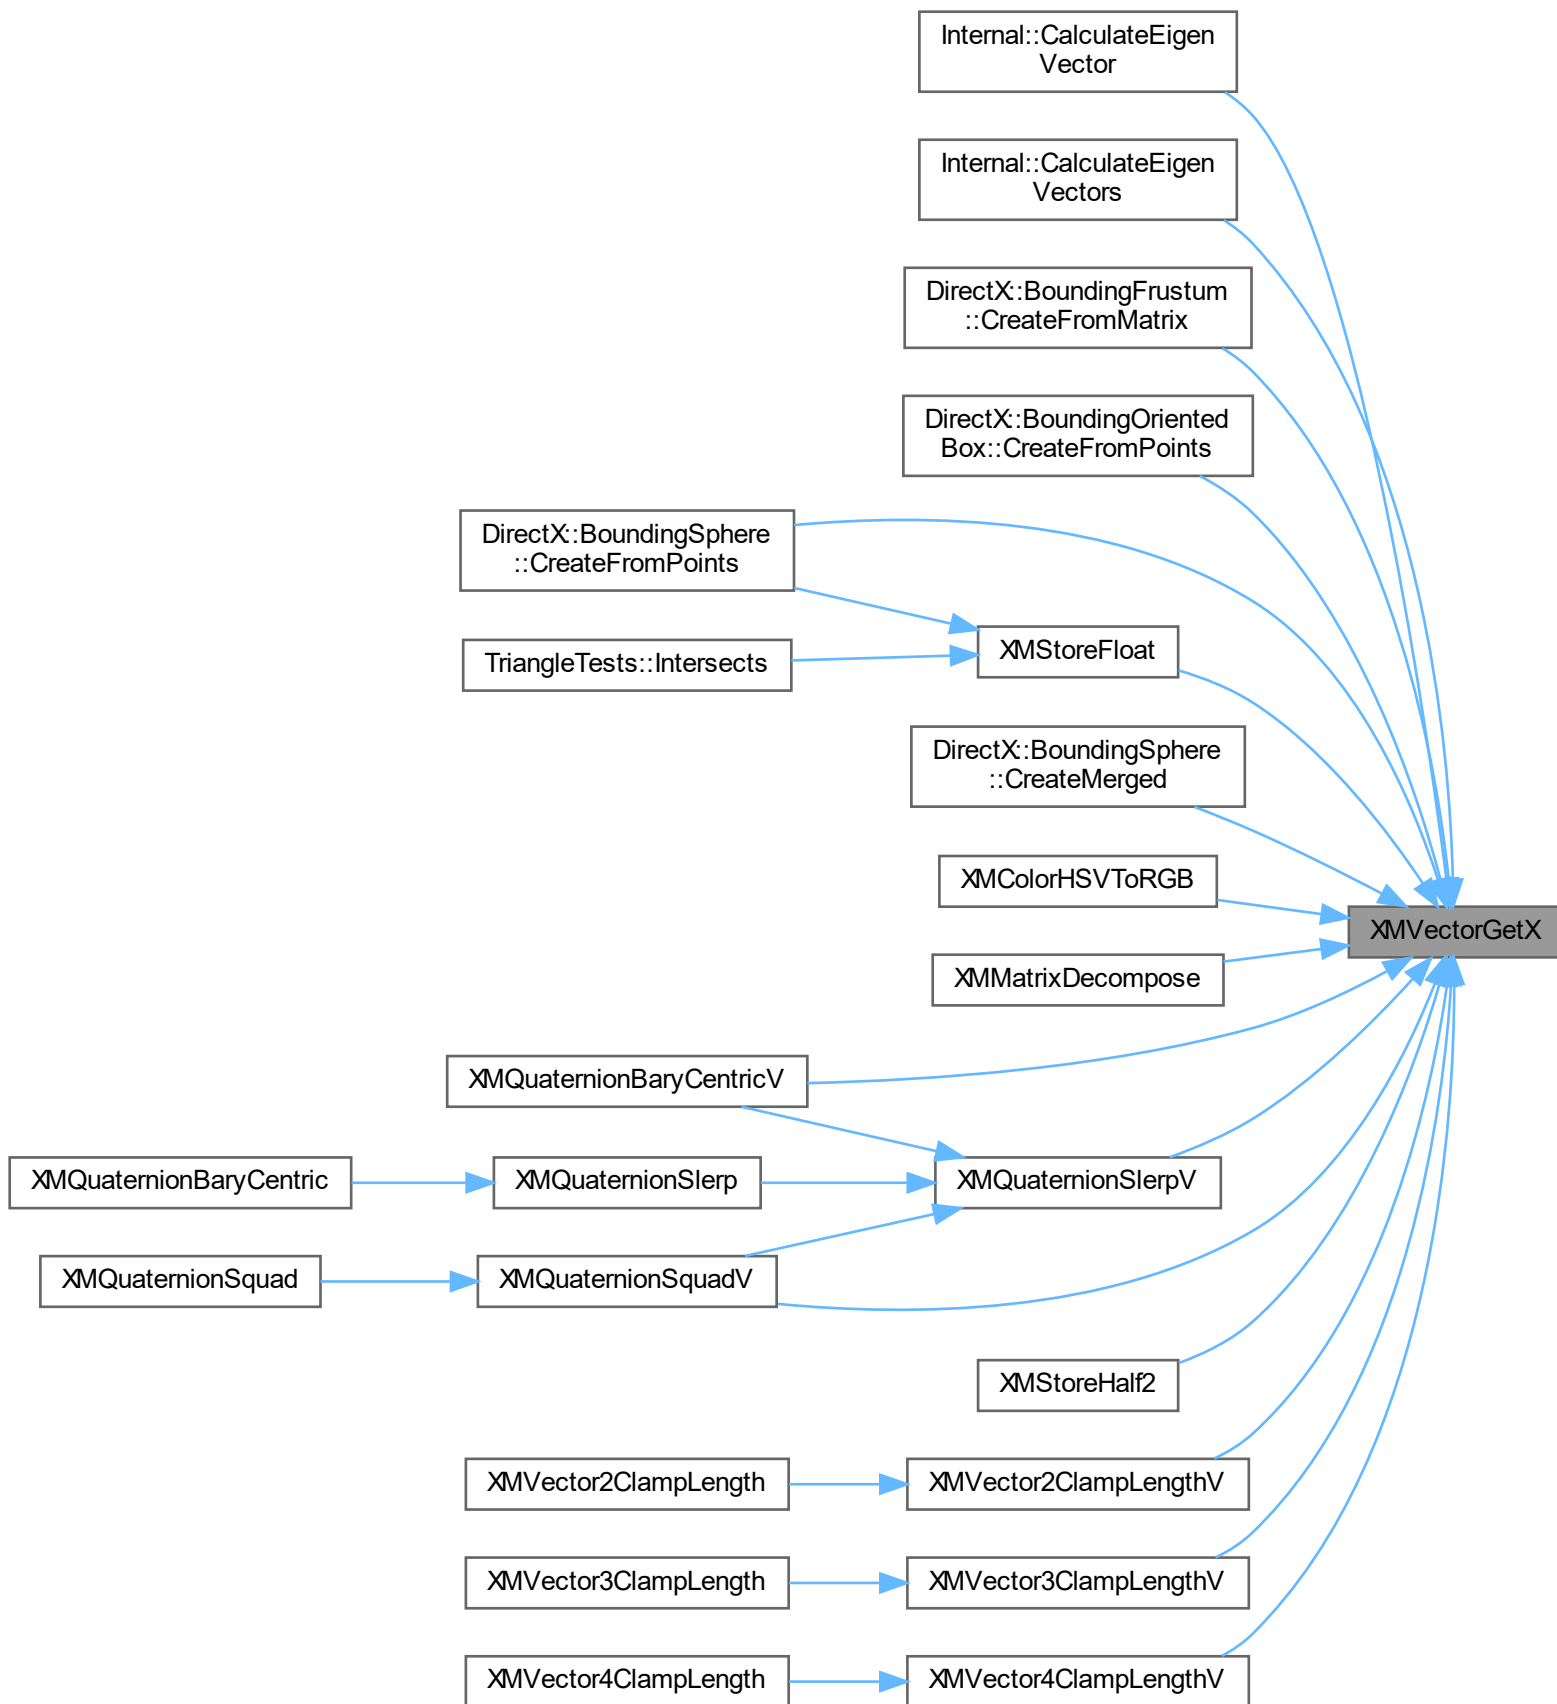 Internal::CalculateEigen
Vector
Internal::CalculateEigen
Vectors
DirectX::BoundingFrustum
::CreateFromMatrix
DirectX::BoundingOriented
Box::CreateFromPoints
DirectX::BoundingSphere
::CreateFromPoints
XMStoreFloat
TriangleTests::Intersects
DirectX::BoundingSphere
::CreateMerged
XMColorHSVToRGB
XMVectorGetX
XMMatrixDecompose
XMQuaternionBaryCentricV
XMQuaternionBaryCentric
XMQuaternionSlerp
XMQuaternionSlerpV
XMQuaternionSquad
XMQuaternionSquadV
XMStoreHalf2
XMVector2ClampLength
XMVector2ClampLengthV
XMVector3ClampLength
XMVector3ClampLengthV
XMVector4ClampLength
XMVector4ClampLengthV